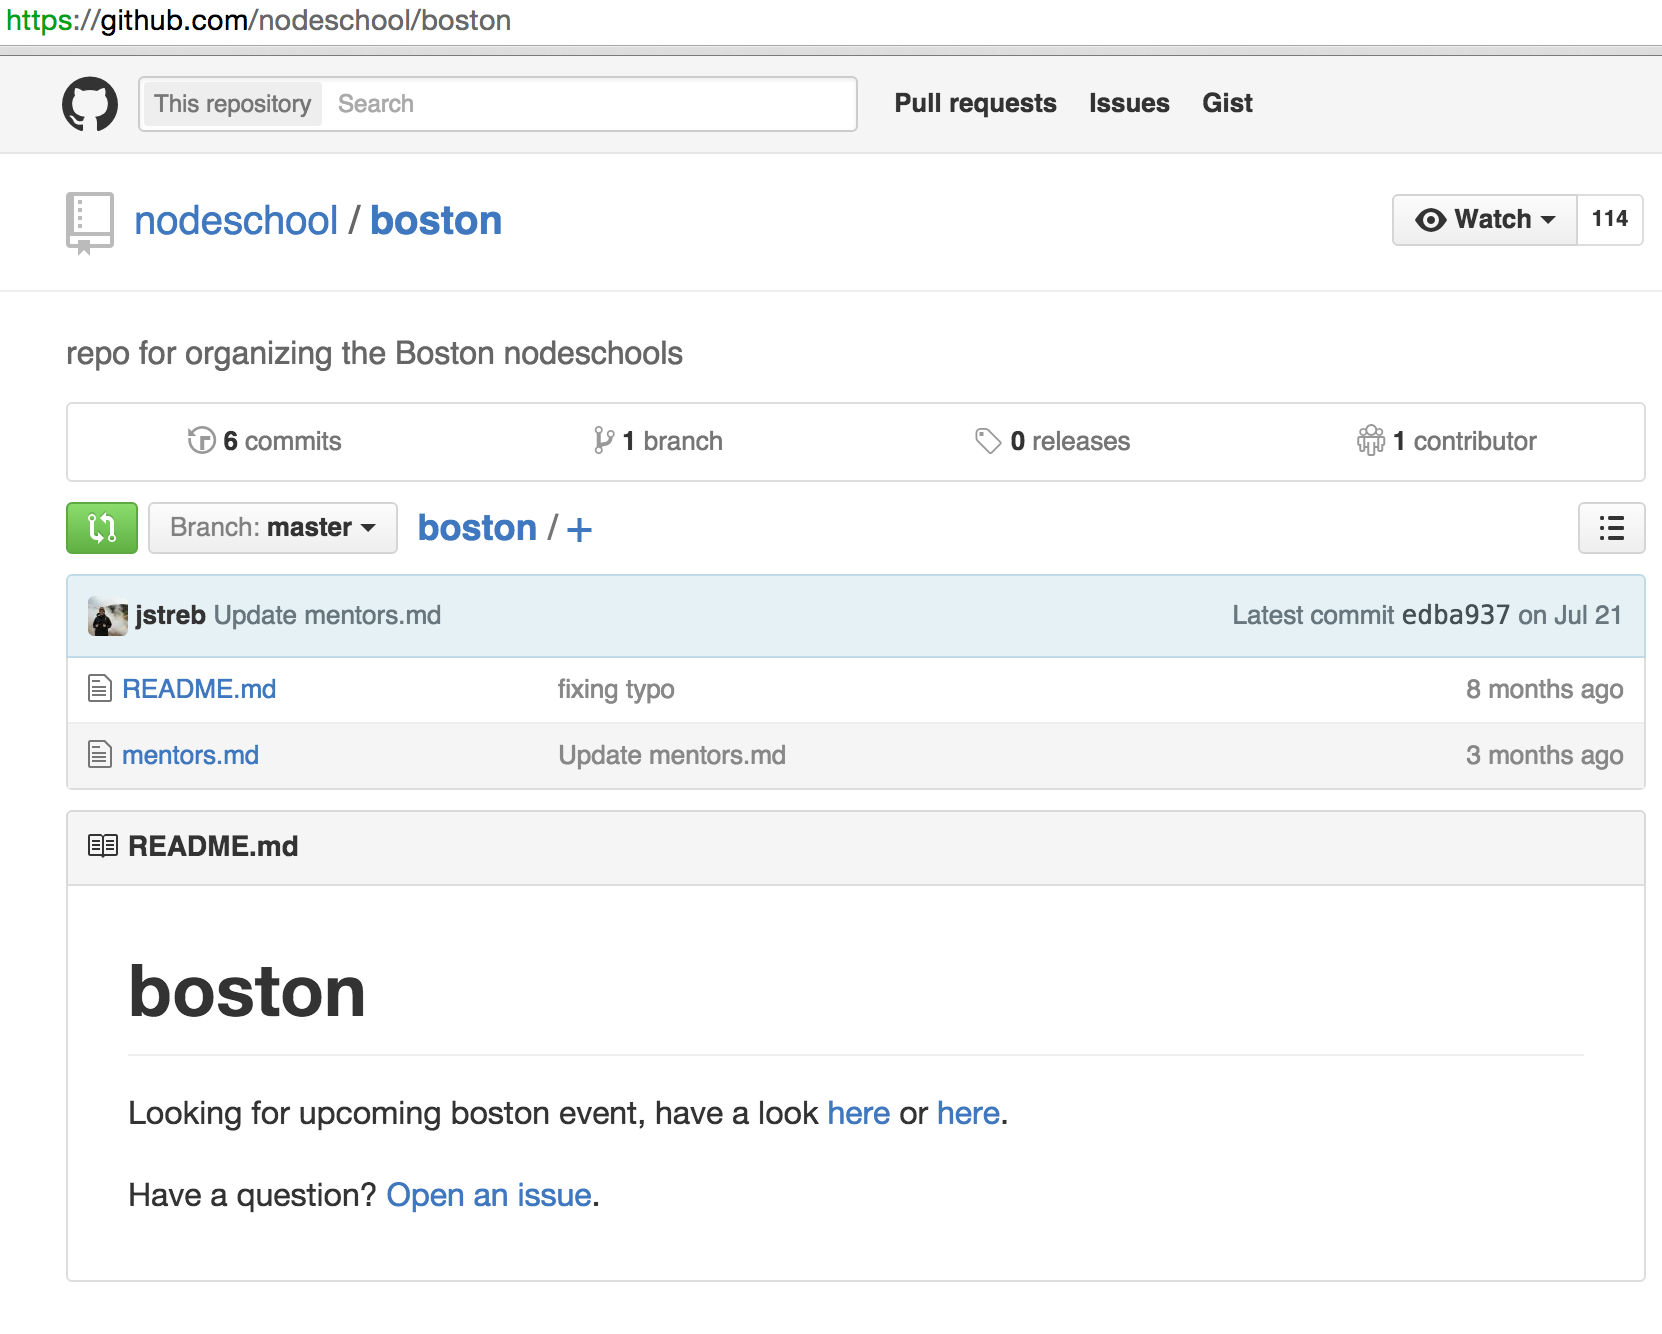 https://github.com/nodeschool/boston
This repository Search Pull requests Issues Gist
nodeschool / boston Watch 114
repo for organizing the Boston nodeschools
6 commits 1 branch 0 releases 1 contributor
Branch: master boston / +
jstreb Update mentors.md Latest commit edba937 on Jul 21
README.md fixing typo 8 months ago
mentors.md Update mentors.md 3 months ago
README.md
boston
Looking for upcoming boston event, have a look here or here.
Have a question? Open an issue.